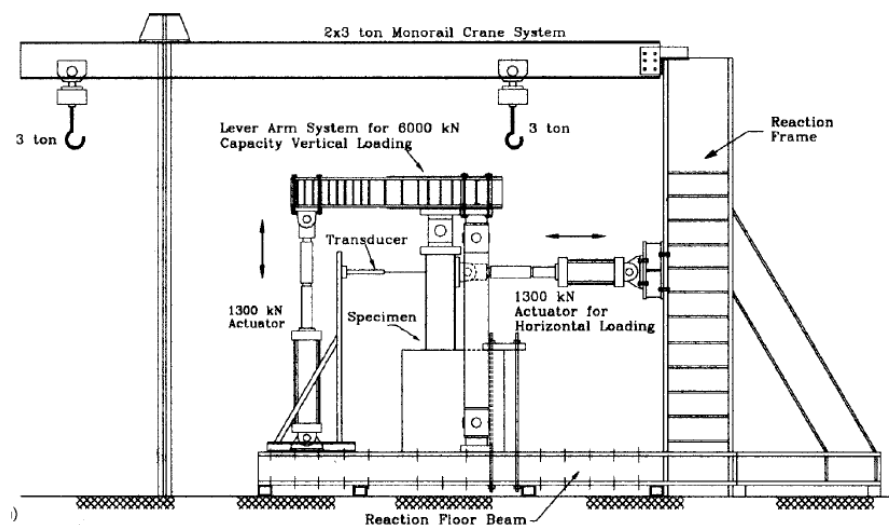 2x3 ton Monorail Crane System
3 ton
3 ton
Lever Arm System for 6000 kN
Capacity Vertical Loading
Reaction
Frame
Transducer
1300 kN
Actuator
Specimen
1300 kN
Actuator for
Horizontal Loading
Reaction Floor Beam